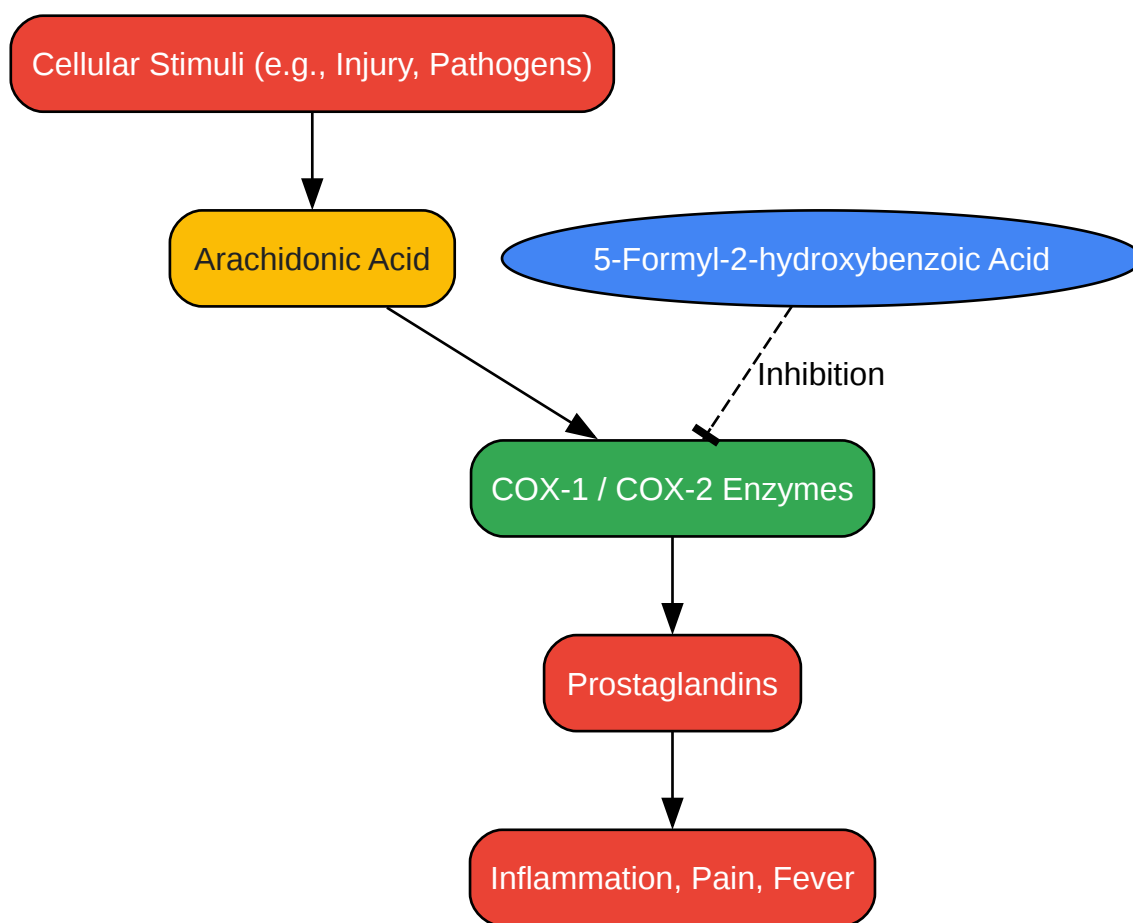 Cellular Stimuli (e.g., Injury, Pathogens)
Arachidonic Acid
5-Formyl-2-hydroxybenzoic Acid
Inhibition
COX-1 / COX-2 Enzymes
Prostaglandins
Inflammation, Pain, Fever